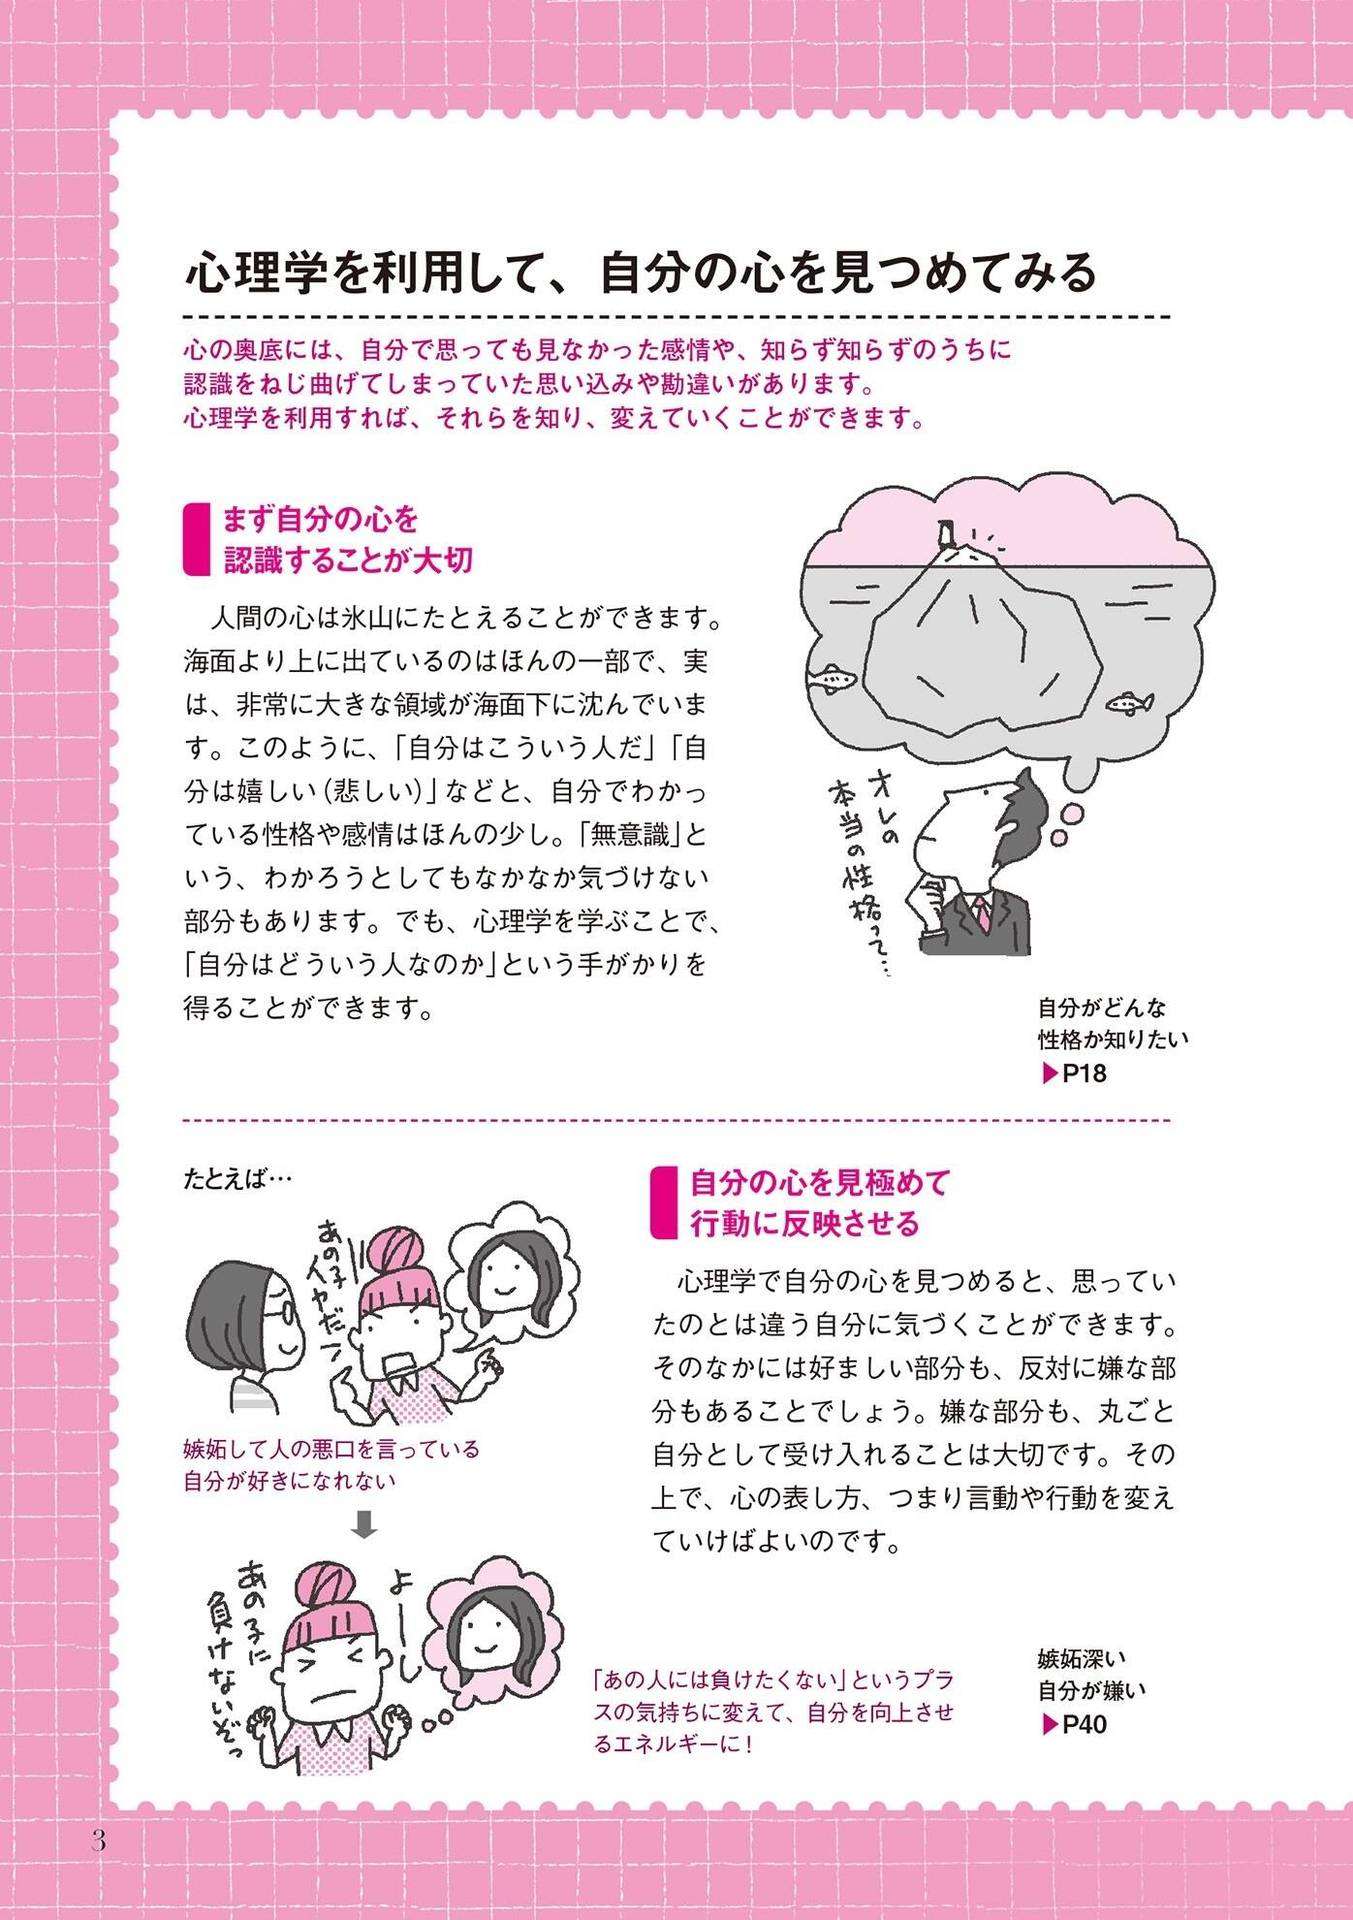 心理学を利用して、自分の心を見つめてみる
心の奥底には、自分で思っても見なかった感情や、知らず知らずのうちに
認識をねじ曲げてしまっていた思い込みや勘違いがあります。
心理学を利用すれば、それらを知り、変えていくことができます。
まず自分の心を
認識することが大切
人間の心は氷山にたとえることができます。
海面より上に出ているのはほんの一部で、実
は、非常に大きな領域が海面下に沈んでいま
す。このように、「自分はこういう人だ」「自
分は嬉しい（悲しい）」などと、自分でわかっ
ている性格や感情はほんの少し。「無意識」と
いう、わかろうとしてもなかなか気づけない
部分もあります。でも、心理学を学ぶことで、
「自分はどういう人なのか」という手がかりを
得ることができます。
オレの
本当の性格って…
自分がどんな
性格か知りたい
▶P18
たとえば…
あの子
イヤだー
嫉妬して人の悪口を言っている
自分が好きになれない
よーし
あの子に
負けないぞっ
「あの人には負けたくない」というプラ
スの気持ちに変えて、自分を向上させ
るエネルギーに！
自分の心を見極めて
行動に反映させる
心理学で自分の心を見つめると、思ってい
たのとは違う自分に気づくことができます。
そのなかには好ましい部分も、反対に嫌な部
分もあることでしょう。嫌な部分も、丸ごと
自分として受け入れることは大切です。その
上で、心の表し方、つまり言動や行動を変え
ていけばよいのです。
嫉妬深い
自分が嫌い
▶P40
3